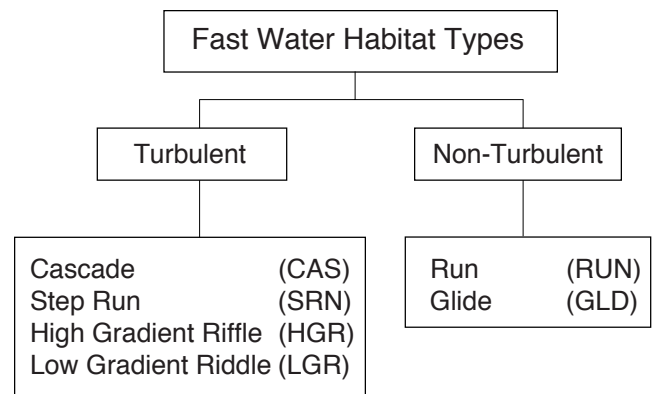 Fast Water Habitat Types
Turbulent
Non-Turbulent
Cascade (CAS)
Step Run (SRN)
High Gradient Riffle (HGR)
Low Gradient Riddle (LGR)
Run (RUN)
Glide (GLD)